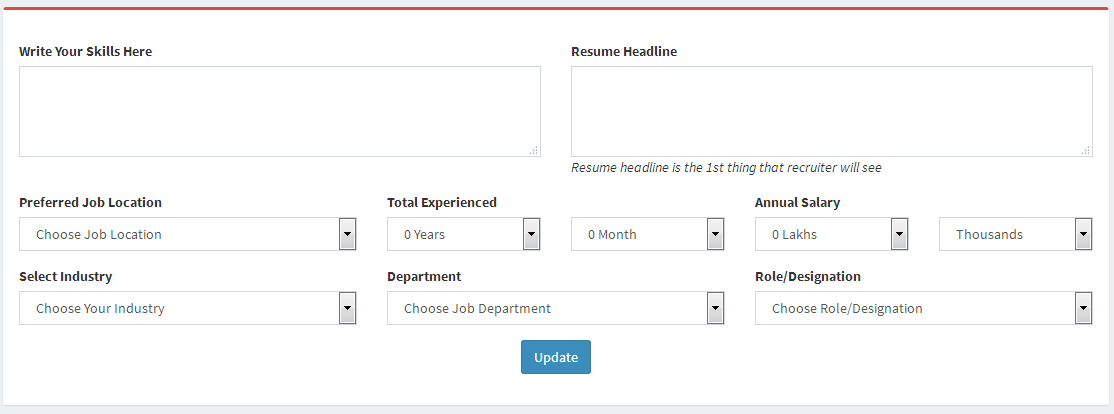 Write Your Skills Here Resume Headline
Resume headline is the 1st thing that recruiter will see
Preferred Job Location Total Experienced Annual Salary
Choose Job Location 0 Years 0 Month 0 Lakhs Thousands
Select Industry Department Role/Designation
Choose Your Industry Choose Job Department Choose Role/Designation
Update